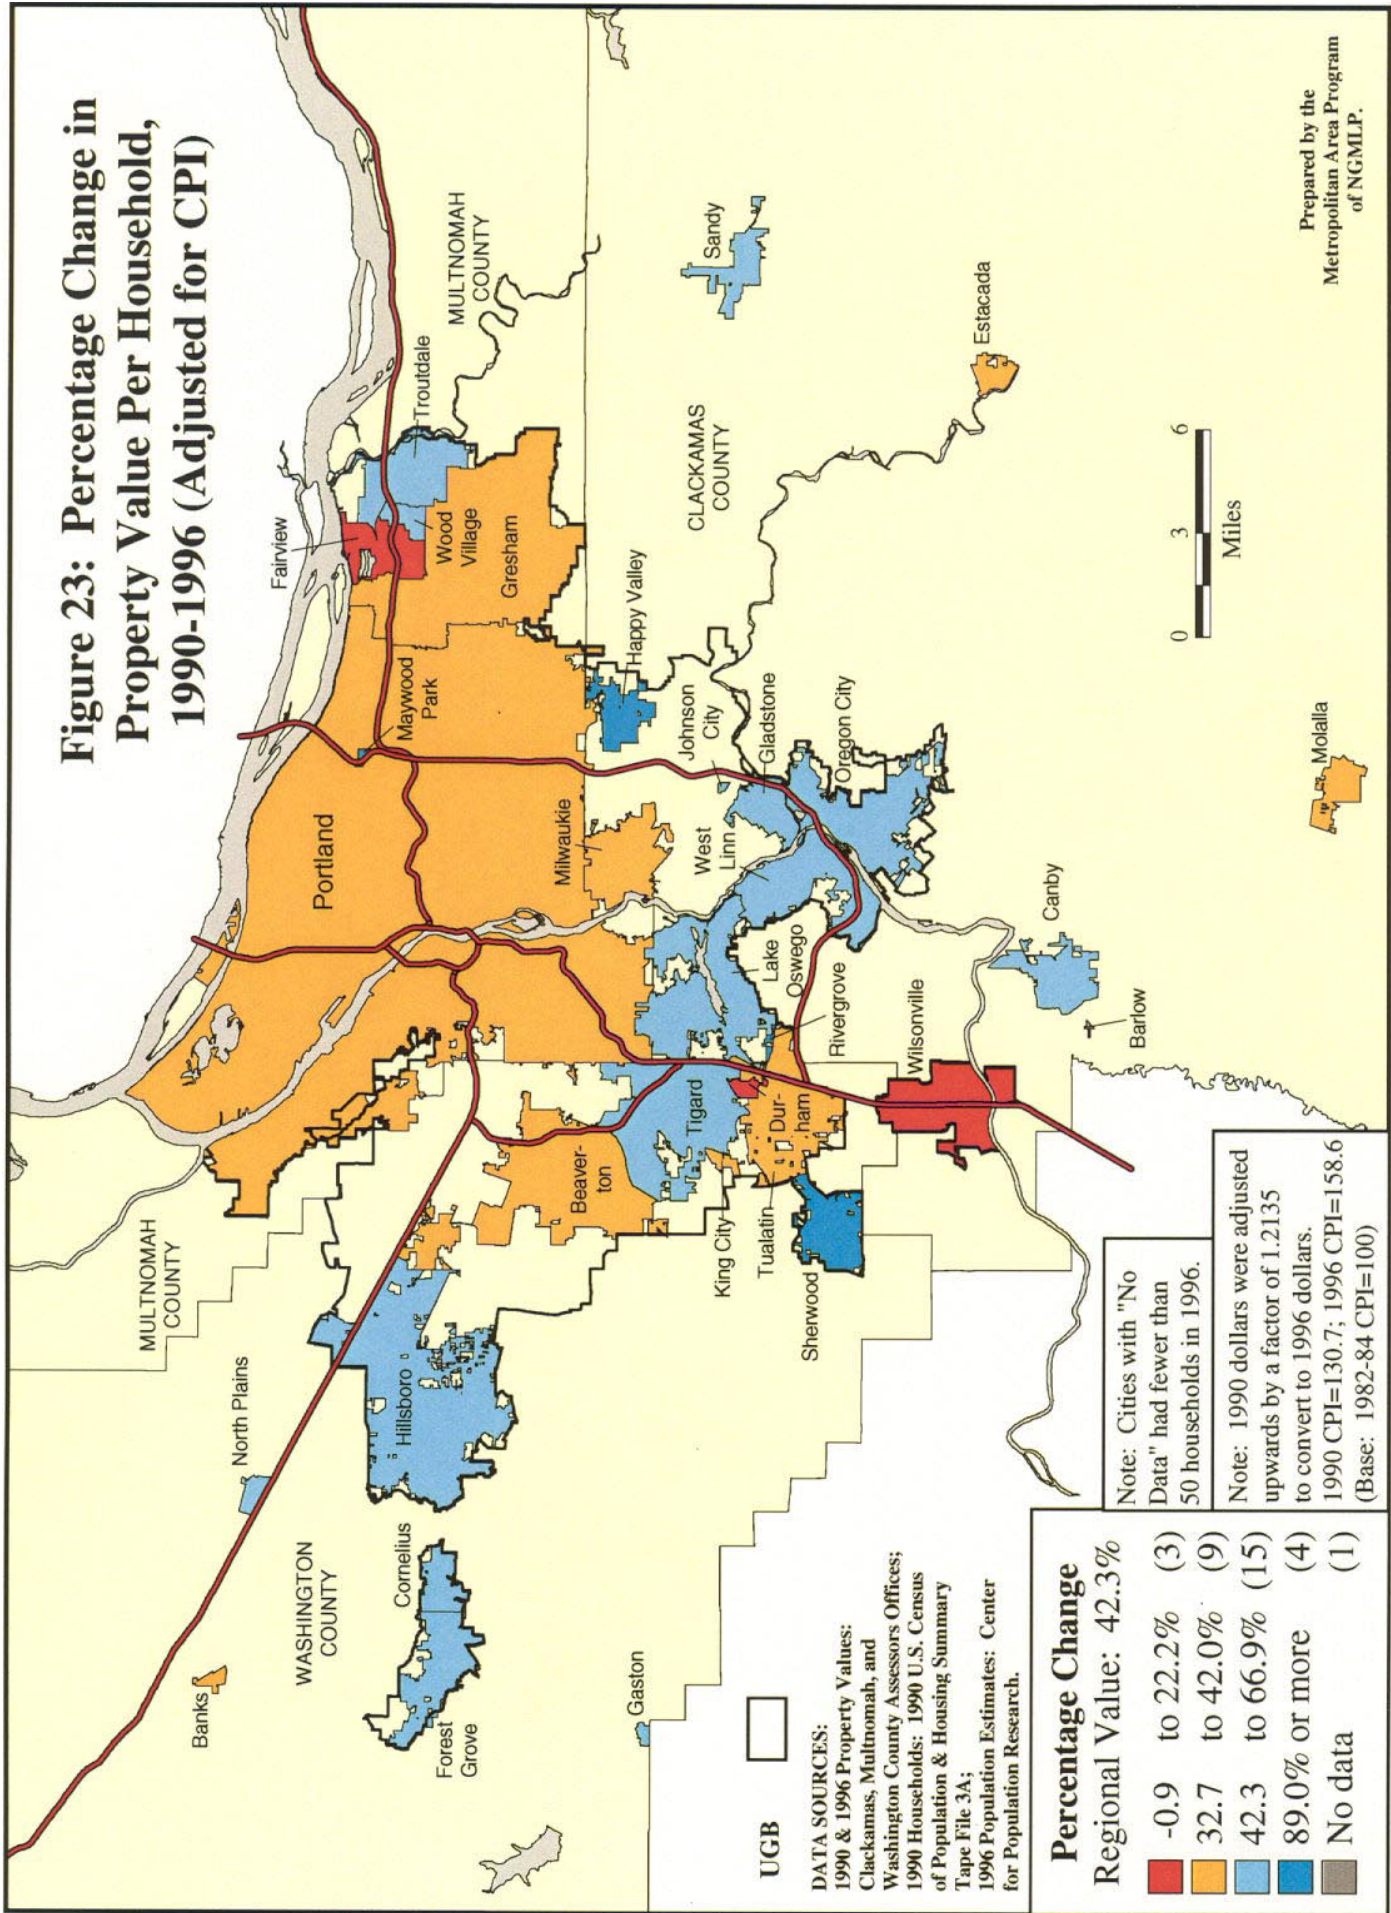 Figure 23: Percentage Change in
Property Value Per Household,
1990-1996 (Adjusted for CPI)
MULTNOMAH
COUNTY
North Plains
Banks
WASHINGTON
COUNTY
Cornelius
Forest
Grove
Hillsboro
Gaston
Portland
Maywood
Park
Fairview
Troutdale
Wood
Village
Gresham
MULTNOMAH
COUNTY
Beaver-
ton
Milwaukie
Happy Valley
Sandy
Tigard
Lake
Oswego
West
Linn
Johnson
City
Gladstone
CLACKAMAS
COUNTY
King City
Dur-
ham
Tualatin
Sherwood
Rivergrove
Oregon City
Wilsonville
Estacada
Canby
Barlow
Molalla
0 3 6
Miles
UGB
DATA SOURCES:
1990 & 1996 Property Values:
Clackamas, Multnomah, and
Washington County Assessors Offices;
1990 Households: 1990 U.S. Census
of Population & Housing Summary
Tape File 3A;
1996 Population Estimates: Center
for Population Research.
Percentage Change
Regional Value: 42.3%
-0.9 to 22.2% (3)
32.7 to 42.0% (9)
42.3 to 66.9% (15)
89.0% or more (4)
No data (1)
Note: Cities with "No
Data" had fewer than
50 households in 1996.
Note: 1990 dollars were adjusted
upwards by a factor of 1.2135
to convert to 1996 dollars.
1990 CPI=130.7; 1996 CPI=158.6
(Base: 1982-84 CPI=100)
Prepared by the
Metropolitan Area Program
of NGMLP.